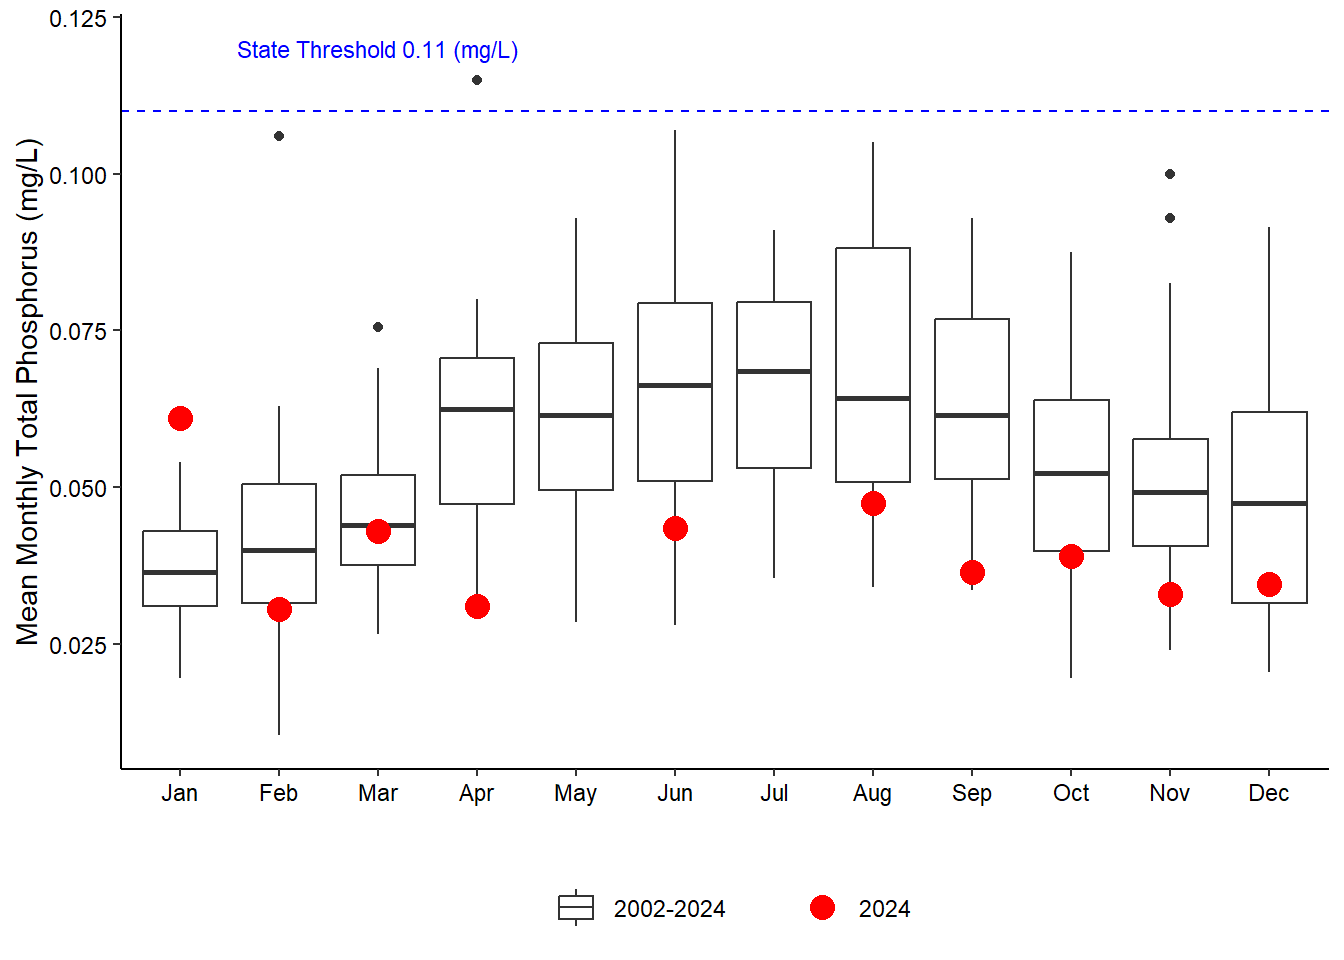 State Threshold 0.11 (mg/L)
Mean Monthly Total Phosphorus (mg/L)
0.125
0.100
0.075
0.050
0.025
Jan Feb Mar Apr May Jun Jul Aug Sep Oct Nov Dec
2002-2024 2024